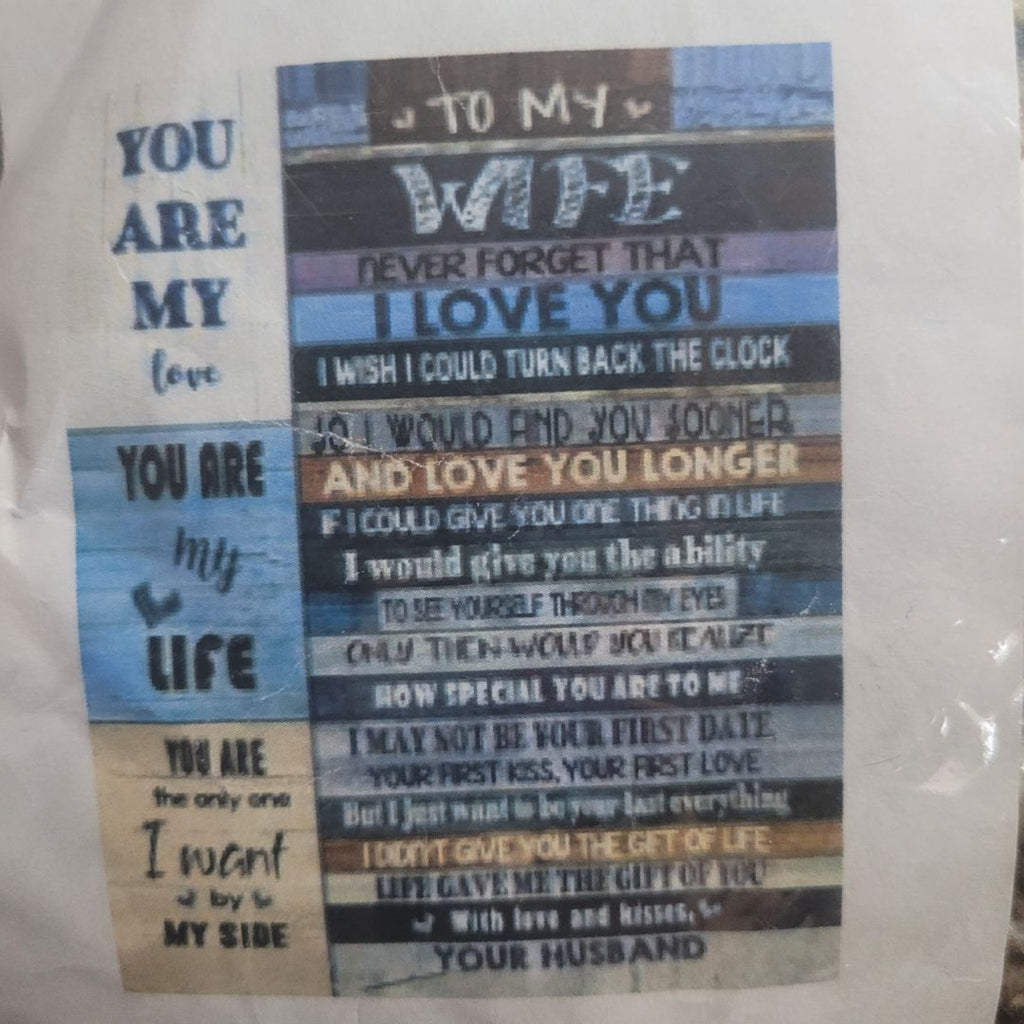 YOU
ARE
MY
love
YOU ARE
my
LIFE
YOU ARE
the only one
I want
by
MY SIDE
TO MY
WIFE
NEVER FORGET THAT
I LOVE YOU
I WISH I COULD TURN BACK THE CLOCK
SO I WOULD FIND YOU SOONER
AND LOVE YOU LONGER
IF I COULD GIVE YOU ONE THING IN LIFE
I would give you the ability
TO SEE YOURSELF THROUGH MY EYES
ONLY THEN WOULD YOU REALIZE
HOW SPECIAL YOU ARE TO ME
I MAY NOT BE YOUR FIRST DATE
YOUR FIRST KISS, YOUR FIRST LOVE
But I just want to be your last everything
I DIDN'T GIVE YOU THE GIFT OF LIFE
LIFE GAVE ME THE GIFT OF YOU
With love and kisses,
YOUR HUSBAND